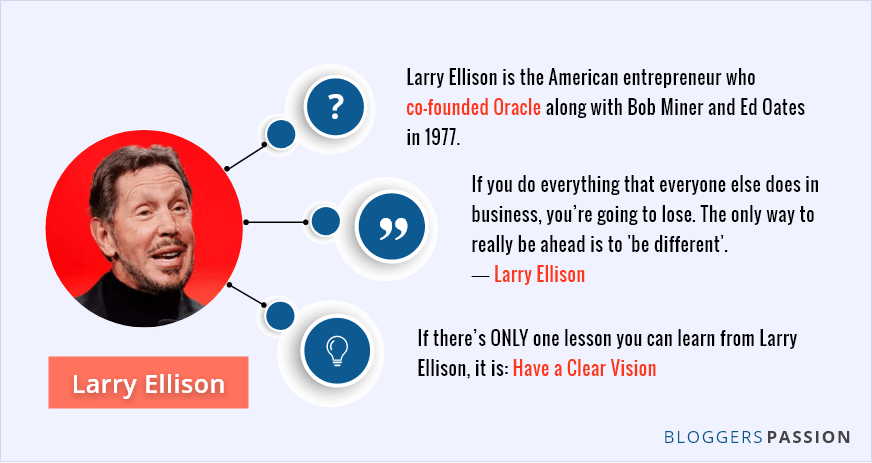 ?
Larry Ellison is the American entrepreneur who
co-founded Oracle along with Bob Miner and Ed Oates
in 1977.
”
If you do everything that everyone else does in
business, you’re going to lose. The only way to
really be ahead is to 'be different'.
— Larry Ellison
If there’s ONLY one lesson you can learn from Larry
Ellison, it is: Have a Clear Vision
Larry Ellison
BLOGGERSPASSION